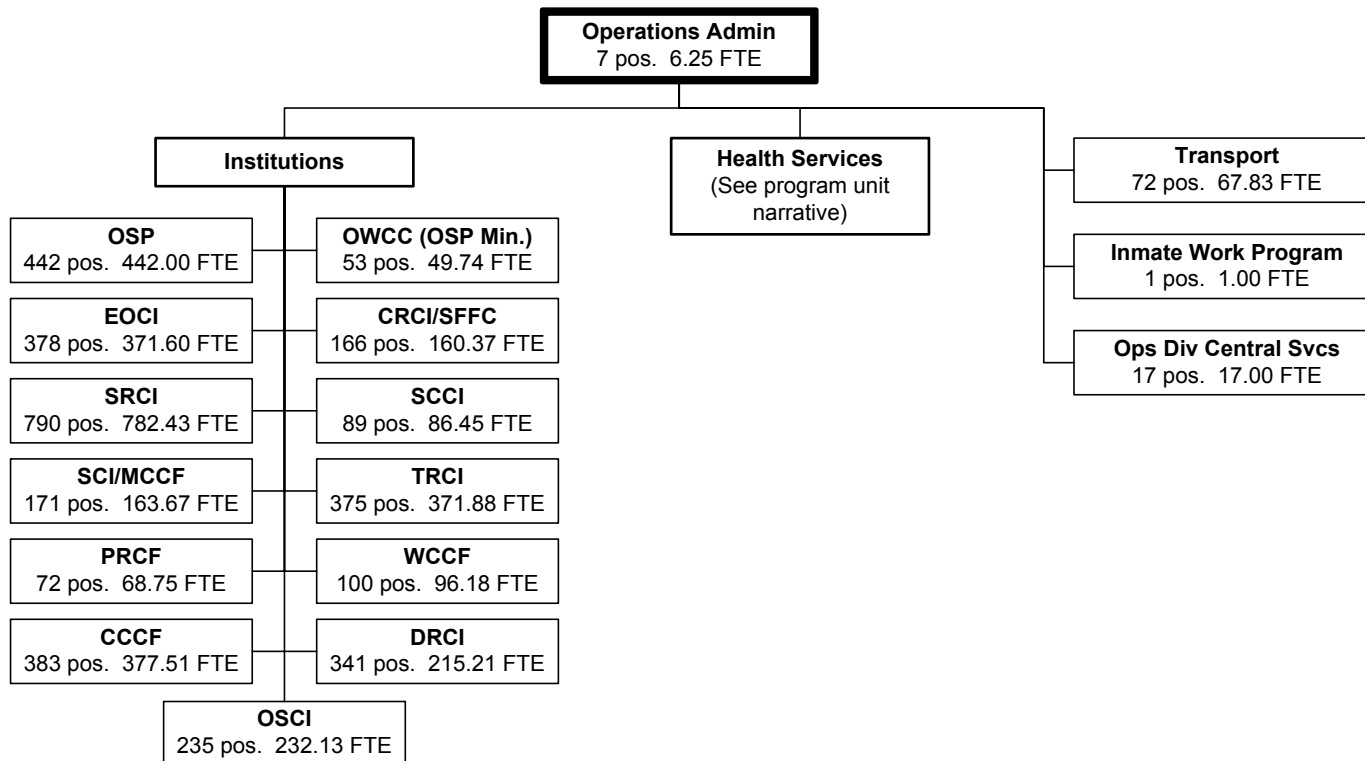 Operations Admin
7 pos. 6.25 FTE
Institutions
Health Services
(See program unit
narrative)
Transport
72 pos. 67.83 FTE
Inmate Work Program
1 pos. 1.00 FTE
Ops Div Central Svcs
17 pos. 17.00 FTE
OSP
442 pos. 442.00 FTE
OWCC (OSP Min.)
53 pos. 49.74 FTE
EOCI
378 pos. 371.60 FTE
CRCI/SFFC
166 pos. 160.37 FTE
SRCI
790 pos. 782.43 FTE
SCCI
89 pos. 86.45 FTE
SCI/MCCF
171 pos. 163.67 FTE
TRCI
375 pos. 371.88 FTE
PRCF
72 pos. 68.75 FTE
WCCF
100 pos. 96.18 FTE
CCCF
383 pos. 377.51 FTE
DRCI
341 pos. 215.21 FTE
OSCI
235 pos. 232.13 FTE